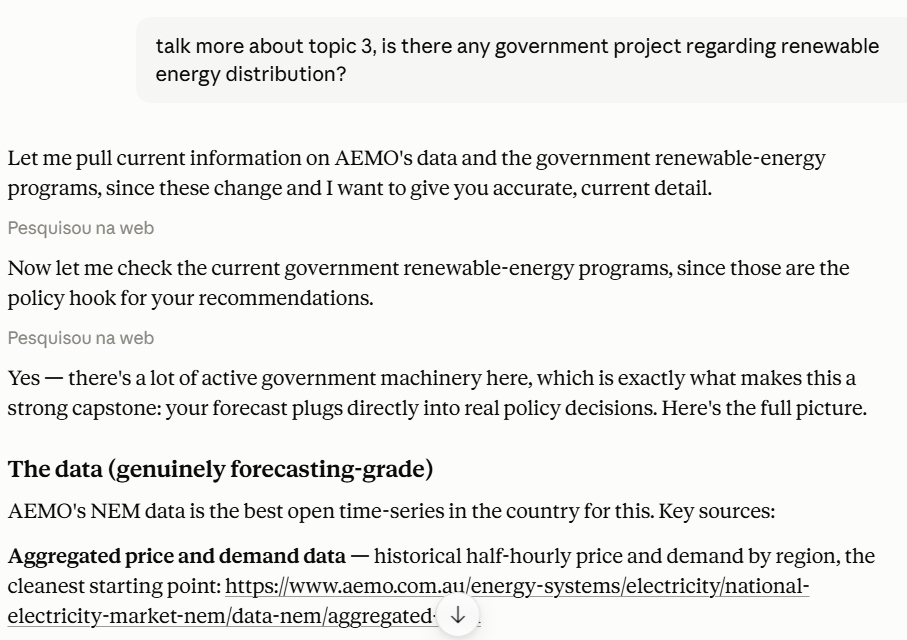 talk more about topic 3, is there any government project regarding renewable
energy distribution?
Let me pull current information on AEMO's data and the government renewable-energy
programs, since these change and I want to give you accurate, current detail.
Pesquisou na web
Now let me check the current government renewable-energy programs, since those are the
policy hook for your recommendations.
Pesquisou na web
Yes — there's a lot of active government machinery here, which is exactly what makes this a
strong capstone: your forecast plugs directly into real policy decisions. Here's the full picture.
The data (genuinely forecasting-grade)
AEMO's NEM data is the best open time-series in the country for this. Key sources:
Aggregated price and demand data — historical half-hourly price and demand by region, the
cleanest starting point: https://www.aemo.com.au/energy-systems/electricity/national-
electricity-market-nem/data-nem/aggregated-